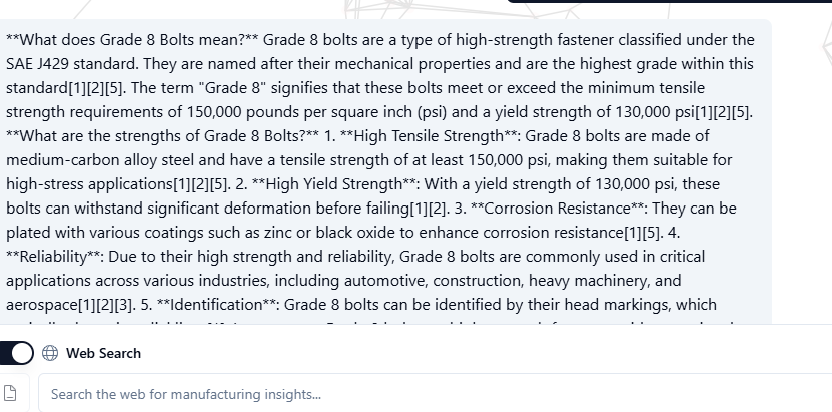 **What does Grade 8 Bolts mean?** Grade 8 bolts are a type of high-strength fastener classified under the
SAE J429 standard. They are named after their mechanical properties and are the highest grade within this
standard[1][2][5]. The term "Grade 8" signifies that these bolts meet or exceed the minimum tensile
strength requirements of 150,000 pounds per square inch (psi) and a yield strength of 130,000 psi[1][2][5].
**What are the strengths of Grade 8 Bolts?** 1. **High Tensile Strength**: Grade 8 bolts are made of
medium-carbon alloy steel and have a tensile strength of at least 150,000 psi, making them suitable for
high-stress applications[1][2][5]. 2. **High Yield Strength**: With a yield strength of 130,000 psi, these
bolts can withstand significant deformation before failing[1][2]. 3. **Corrosion Resistance**: They can be
plated with various coatings such as zinc or black oxide to enhance corrosion resistance[1][5]. 4.
**Reliability**: Due to their high strength and reliability, Grade 8 bolts are commonly used in critical
applications across various industries, including automotive, construction, heavy machinery, and
aerospace[1][2][3]. 5. **Identification**: Grade 8 bolts can be identified by their head markings, which
Web Search
Search the web for manufacturing insights...